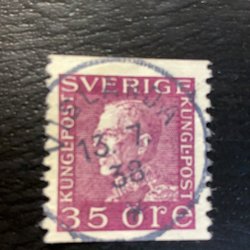 SVERIGE
KUNGL·POST
KUNGL·POST
13. 7.
38
35 ÖRE